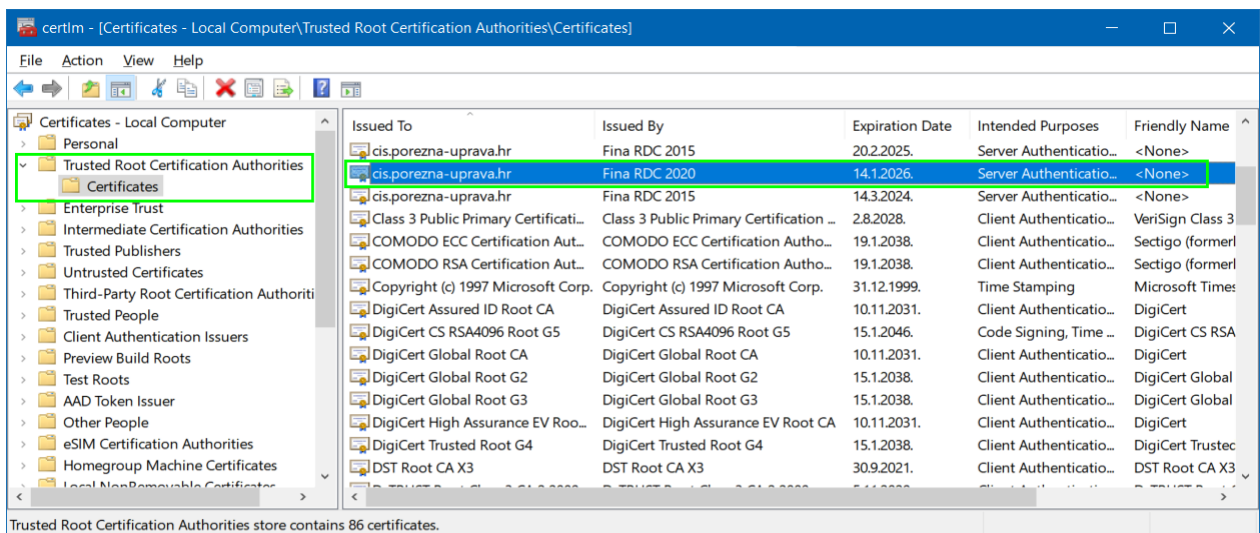 certlm - [Certificates - Local Computer\Trusted Root Certification Authorities\Certificates]
File Action View Help
Certificates - Local Computer
Personal
Trusted Root Certification Authorities
Certificates
Enterprise Trust
Intermediate Certification Authorities
Trusted Publishers
Untrusted Certificates
Third-Party Root Certification Authoriti
Trusted People
Client Authentication Issuers
Preview Build Roots
Test Roots
AAD Token Issuer
Other People
eSIM Certification Authorities
Homegroup Machine Certificates
Local NonRemovable Certificates
Issued To Issued By Expiration Date Intended Purposes Friendly Name
cis.porezna-uprava.hr Fina RDC 2015 20.2.2025. Server Authenticatio... <None>
cis.porezna-uprava.hr Fina RDC 2020 14.1.2026. Server Authenticatio... <None>
cis.porezna-uprava.hr Fina RDC 2015 14.3.2024. Server Authenticatio... <None>
Class 3 Public Primary Certificati... Class 3 Public Primary Certification ... 2.8.2028. Client Authenticatio... VeriSign Class 3
COMODO ECC Certification Aut... COMODO ECC Certification Autho... 19.1.2038. Client Authenticatio... Sectigo (formerl
COMODO RSA Certification Aut... COMODO RSA Certification Autho... 19.1.2038. Client Authenticatio... Sectigo (formerl
Copyright (c) 1997 Microsoft Corp. Copyright (c) 1997 Microsoft Corp. 31.12.1999. Time Stamping Microsoft Times
DigiCert Assured ID Root CA DigiCert Assured ID Root CA 10.11.2031. Client Authenticatio... DigiCert
DigiCert CS RSA4096 Root G5 DigiCert CS RSA4096 Root G5 15.1.2046. Code Signing, Time ... DigiCert CS RSA
DigiCert Global Root CA DigiCert Global Root CA 10.11.2031. Client Authenticatio... DigiCert
DigiCert Global Root G2 DigiCert Global Root G2 15.1.2038. Client Authenticatio... DigiCert Global
DigiCert Global Root G3 DigiCert Global Root G3 15.1.2038. Client Authenticatio... DigiCert Global
DigiCert High Assurance EV Roo... DigiCert High Assurance EV Root CA 10.11.2031. Client Authenticatio... DigiCert
DigiCert Trusted Root G4 DigiCert Trusted Root G4 15.1.2038. Client Authenticatio... DigiCert Trustec
DST Root CA X3 DST Root CA X3 30.9.2021. Client Authenticatio... DST Root CA X3
Trusted Root Certification Authorities store contains 86 certificates.